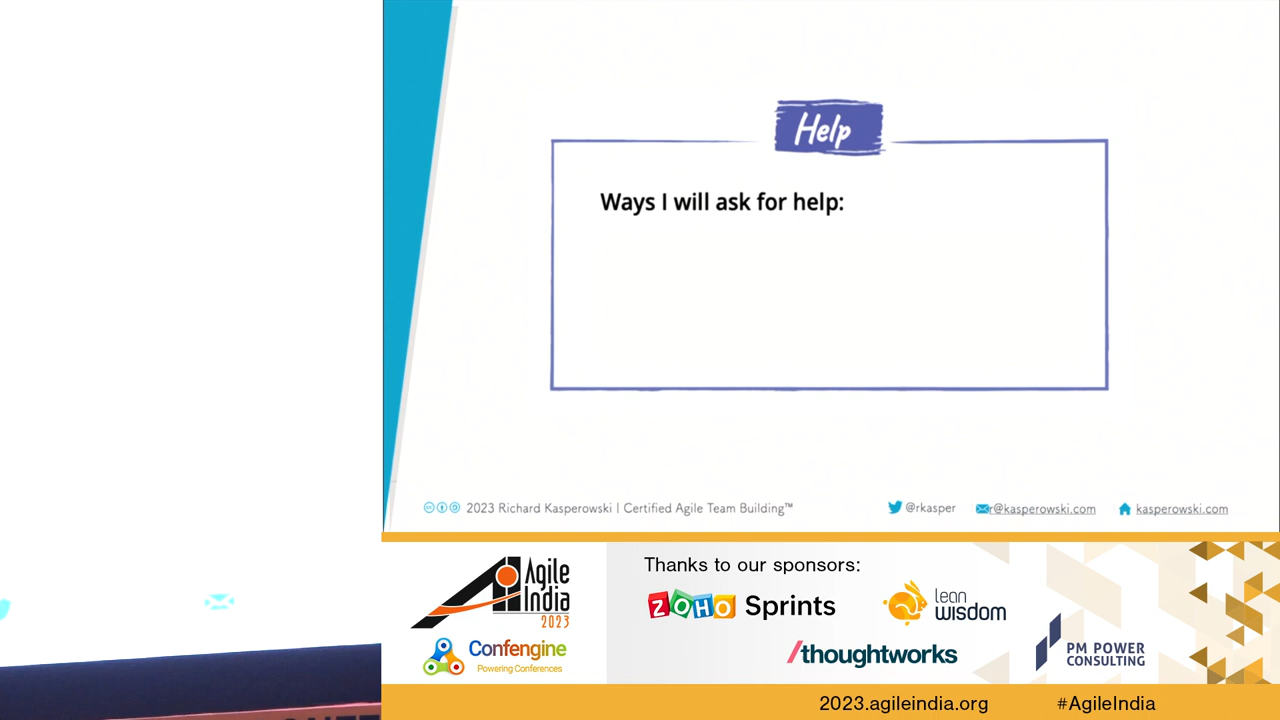 Help
Ways I will ask for help:
2023 Richard Kasperowski | Certified Agile Team Building™
@rkasper
r@kasperowski.com
kasperowski.com
Agile
India
2023
Confengine
Powering Conferences
Thanks to our sponsors:
ZOHO Sprints
lean
wisdom
/thoughtworks
PM POWER
CONSULTING
2023.agileindia.org
#AgileIndia